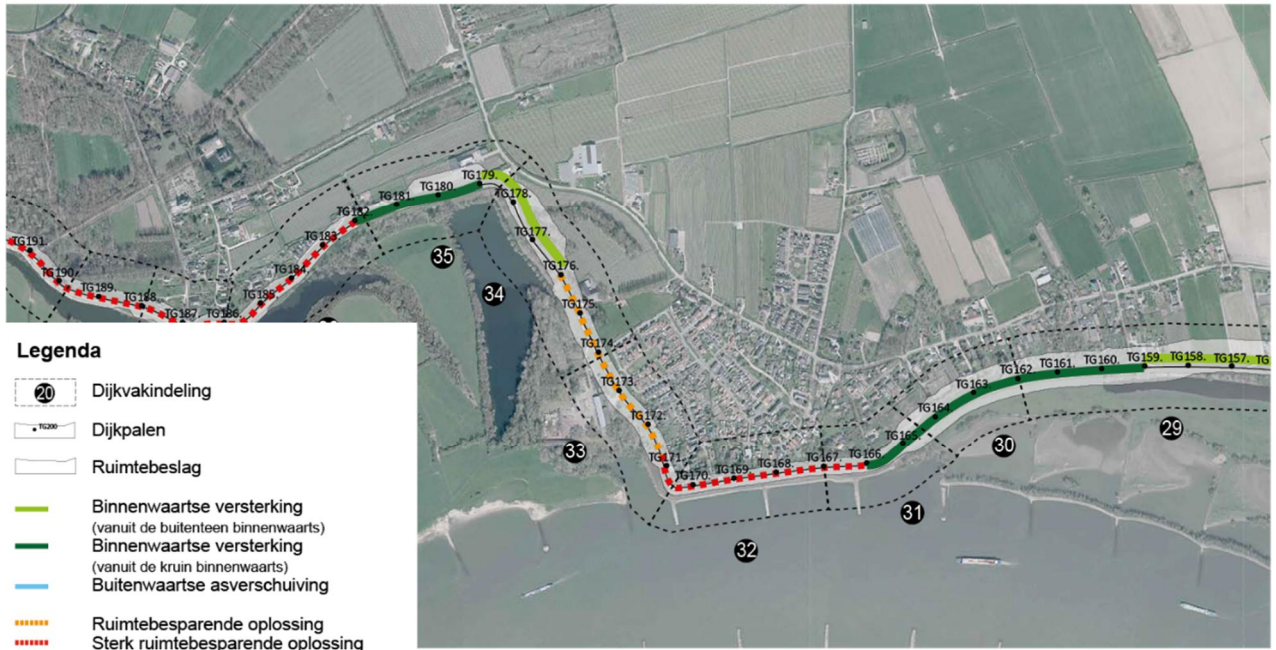 TG179.
TG178.
TG180.
TG181.
TG182.
TG183.
TG184.
TG185.
TG186.
TG187.
TG188.
TG189.
TG190.
TG191.
TG177.
TG176.
TG175.
TG174.
TG173.
TG172.
TG171.
TG170.
TG169.
TG168.
TG167.
TG166.
TG165.
TG164.
TG163
TG162.
TG161.
TG160.
TG159.
TG158.
TG157.
TG
35
34
33
32
31
30
29
Legenda
20 Dijkvakindeling
TG200 Dijkpalen
Ruimtebeslag
Binnenwaartse versterking
(vanuit de buitenteen binnenwaarts)
Binnenwaartse versterking
(vanuit de kruin binnenwaarts)
Buitenwaartse asverschuiving
Ruimtebesparende oplossing
Sterk ruimtebesparende oplossing